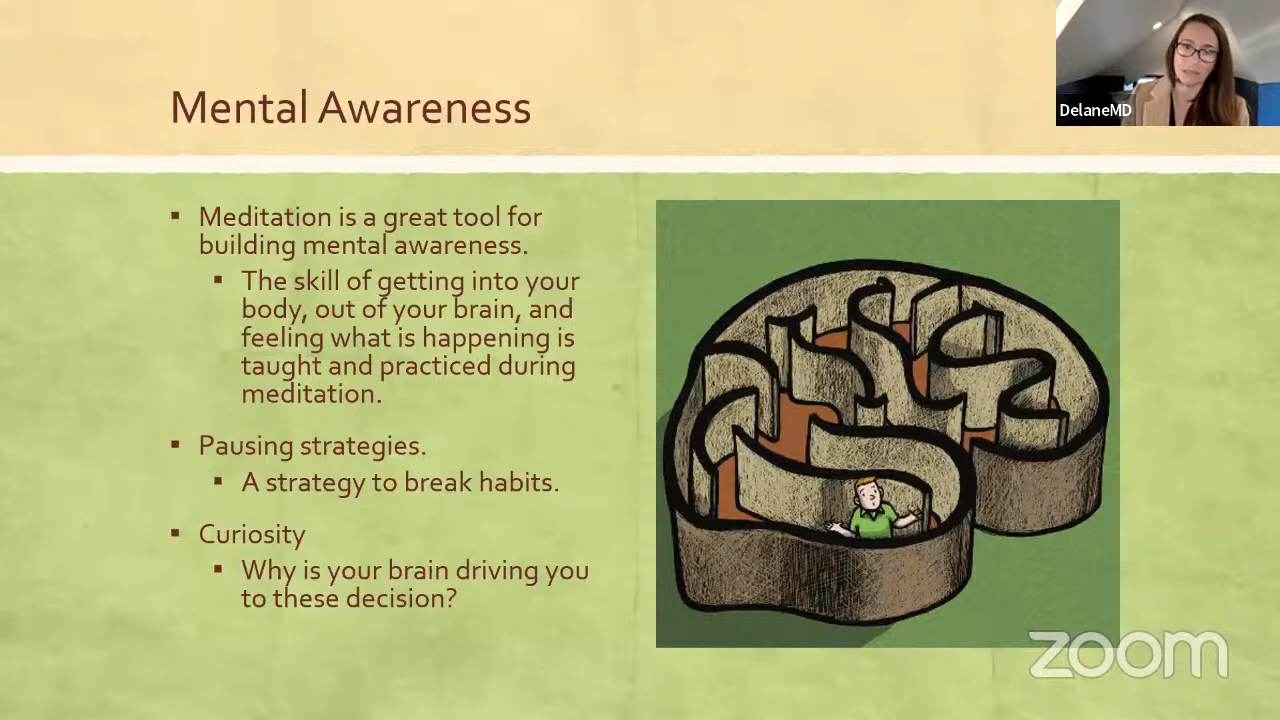 Mental Awareness
DelaneMD
▪ Meditation is a great tool for
building mental awareness.
▪ The skill of getting into your
body, out of your brain, and
feeling what is happening is
taught and practiced during
meditation.
▪ Pausing strategies.
▪ A strategy to break habits.
▪ Curiosity
▪ Why is your brain driving you
to these decision?
zoom